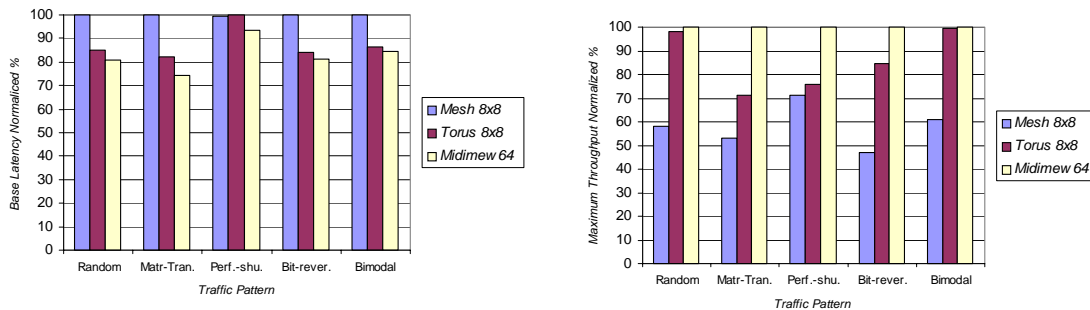 Base Latency Normaliced %
100
90
80
70
60
50
40
30
20
10
0
Random Matr-Tran. Perf.-shu. Bit-rever. Bimodal
Traffic Pattern
Mesh 8x8
Torus 8x8
Midimew 64
Maximum Throughput Normalized %
100
90
80
70
60
50
40
30
20
10
0
Random Matr-Tran. Perf.-shu. Bit-rever. Bimodal
Traffic Pattern
Mesh 8x8
Torus 8x8
Midimew 64